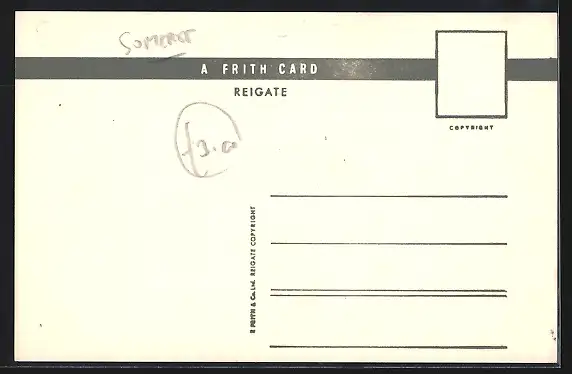 SOMERSET
A FRITH CARD
REIGATE
COPYRIGHT
£3.00
F. FRITH & Co. Ltd. REIGATE COPYRIGHT